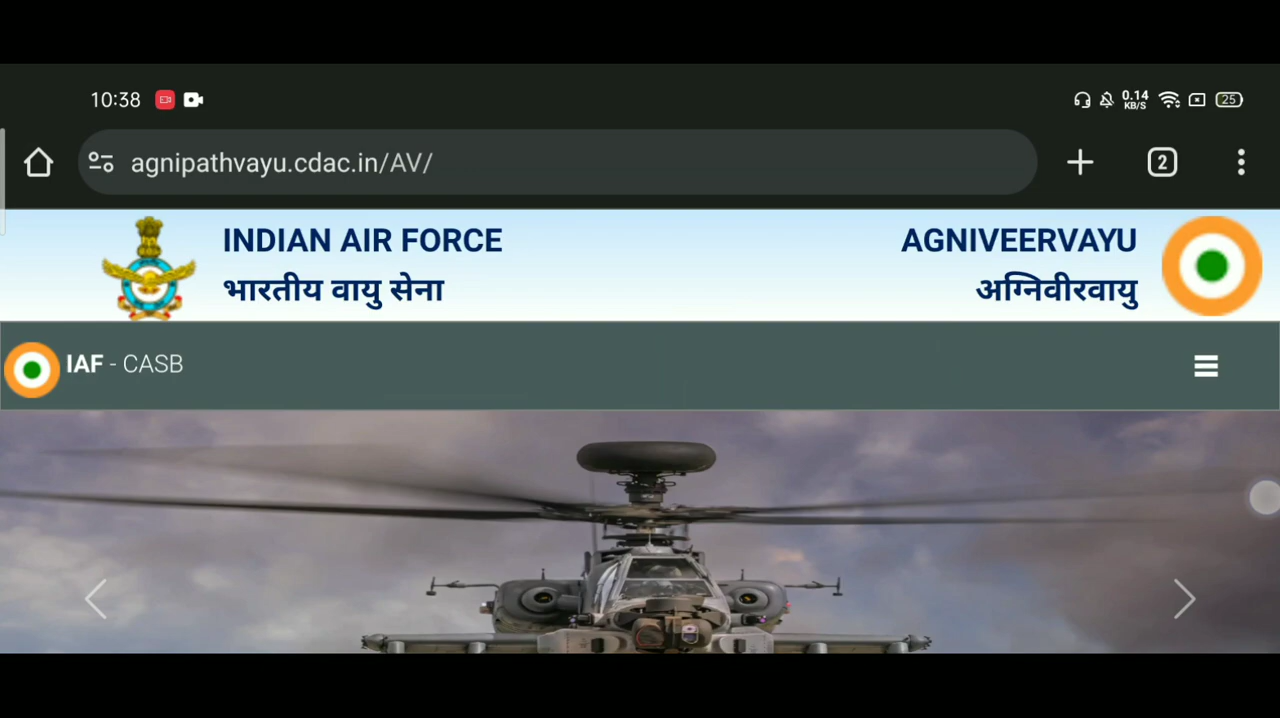 10:38
0.14
KB/S
25
agnipathvayu.cdac.in/AV/
2
INDIAN AIR FORCE
भारतीय वायु सेना
AGNIVEERVAYU
अग्निवीरवायु
IAF - CASB